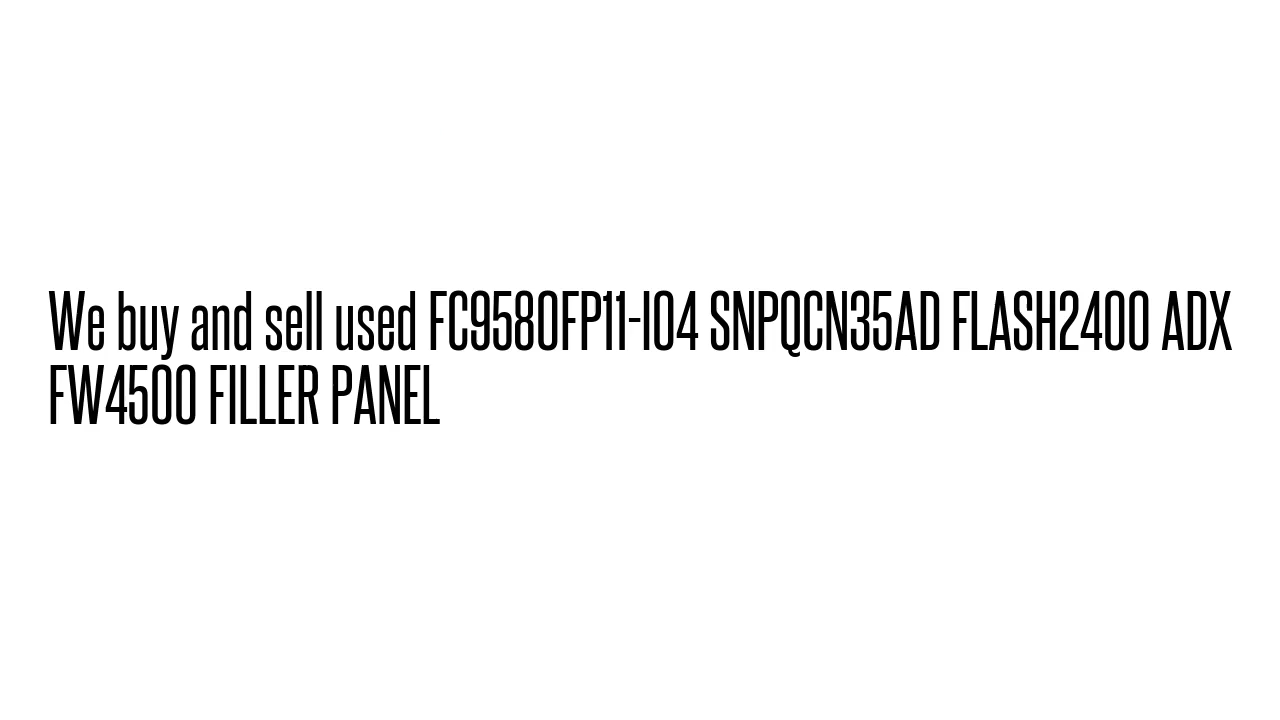 We buy and sell used FC9580FP11-I04 SNPQCN35AD FLASH2400 ADX
FW4500 FILLER PANEL